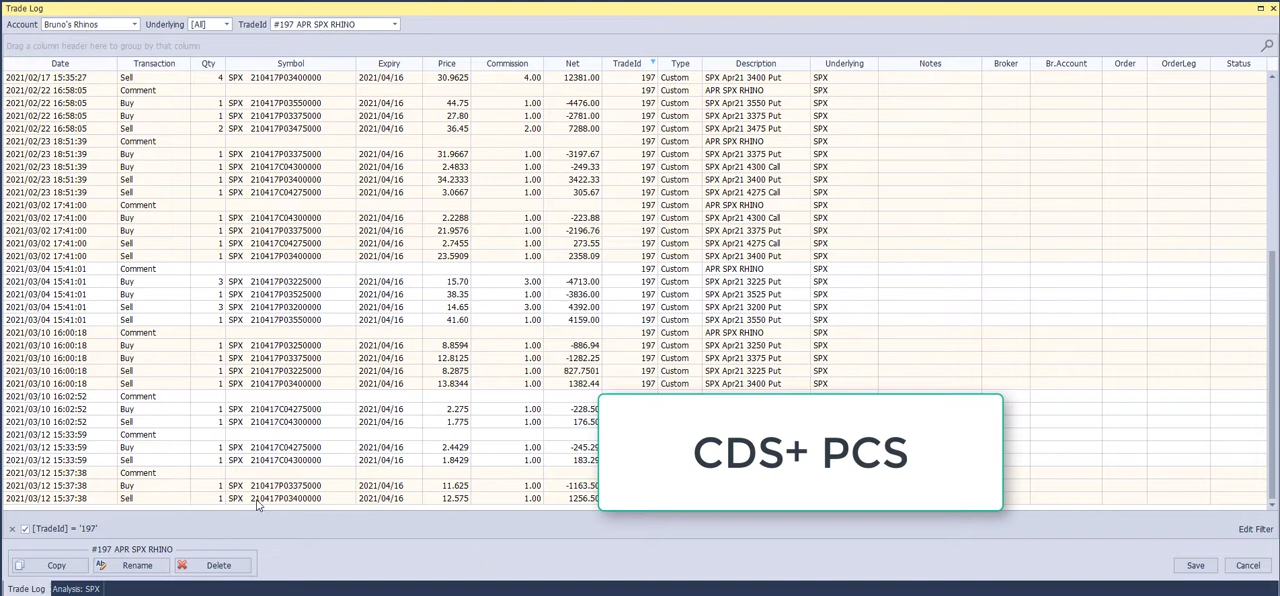 Trade Log
Account Bruno's Rhinos Underlying [All] TradeId #197 APR SPX RHINO
Drag a column header here to group by that column
Date Transaction Qty Symbol Expiry Price Commission Net TradeId Type Description Underlying Notes Broker Br.Account Order OrderLeg Status
2021/02/17 15:35:27 Sell 4 SPX 210417P03400000 2021/04/16 30.9625 4.00 12381.00 197 Custom SPX Apr21 3400 Put SPX
2021/02/22 16:58:05 Comment 197 Custom APR SPX RHINO
2021/02/22 16:58:05 Buy 1 SPX 210417P03550000 2021/04/16 44.75 1.00 -4476.00 197 Custom SPX Apr21 3550 Put SPX
2021/02/22 16:58:05 Buy 1 SPX 210417P03375000 2021/04/16 27.80 1.00 -2781.00 197 Custom SPX Apr21 3375 Put SPX
2021/02/22 16:58:05 Sell 2 SPX 210417P03475000 2021/04/16 36.45 2.00 7288.00 197 Custom SPX Apr21 3475 Put SPX
2021/02/23 18:51:39 Comment 197 Custom APR SPX RHINO
2021/02/23 18:51:39 Buy 1 SPX 210417P03375000 2021/04/16 31.9667 1.00 -3197.67 197 Custom SPX Apr21 3375 Put SPX
2021/02/23 18:51:39 Buy 1 SPX 210417C04300000 2021/04/16 2.4833 1.00 -249.33 197 Custom SPX Apr21 4300 Call SPX
2021/02/23 18:51:39 Sell 1 SPX 210417P03400000 2021/04/16 34.2333 1.00 3422.33 197 Custom SPX Apr21 3400 Put SPX
2021/02/23 18:51:39 Sell 1 SPX 210417C04275000 2021/04/16 3.0667 1.00 305.67 197 Custom SPX Apr21 4275 Call SPX
2021/03/02 17:41:00 Comment 197 Custom APR SPX RHINO
2021/03/02 17:41:00 Buy 1 SPX 210417C04300000 2021/04/16 2.2288 1.00 -223.88 197 Custom SPX Apr21 4300 Call SPX
2021/03/02 17:41:00 Buy 1 SPX 210417P03375000 2021/04/16 21.9576 1.00 -2196.76 197 Custom SPX Apr21 3375 Put SPX
2021/03/02 17:41:00 Sell 1 SPX 210417C04275000 2021/04/16 2.7455 1.00 273.55 197 Custom SPX Apr21 4275 Call SPX
2021/03/02 17:41:00 Sell 1 SPX 210417P03400000 2021/04/16 23.5909 1.00 2358.09 197 Custom SPX Apr21 3400 Put SPX
2021/03/04 15:41:01 Comment 197 Custom APR SPX RHINO
2021/03/04 15:41:01 Buy 3 SPX 210417P03225000 2021/04/16 15.70 3.00 -4713.00 197 Custom SPX Apr21 3225 Put SPX
2021/03/04 15:41:01 Buy 1 SPX 210417P03525000 2021/04/16 38.35 1.00 -3836.00 197 Custom SPX Apr21 3525 Put SPX
2021/03/04 15:41:01 Sell 3 SPX 210417P03200000 2021/04/16 14.65 3.00 4392.00 197 Custom SPX Apr21 3200 Put SPX
2021/03/04 15:41:01 Sell 1 SPX 210417P03550000 2021/04/16 41.60 1.00 4159.00 197 Custom SPX Apr21 3550 Put SPX
2021/03/10 16:00:18 Comment 197 Custom APR SPX RHINO
2021/03/10 16:00:18 Buy 1 SPX 210417P03250000 2021/04/16 8.8594 1.00 -886.94 197 Custom SPX Apr21 3250 Put SPX
2021/03/10 16:00:18 Buy 1 SPX 210417P03375000 2021/04/16 12.8125 1.00 -1282.25 197 Custom SPX Apr21 3375 Put SPX
2021/03/10 16:00:18 Sell 1 SPX 210417P03225000 2021/04/16 8.2875 1.00 827.7501 197 Custom SPX Apr21 3225 Put SPX
2021/03/10 16:00:18 Sell 1 SPX 210417P03400000 2021/04/16 13.8344 1.00 1382.44 197 Custom SPX Apr21 3400 Put SPX
2021/03/10 16:02:52 Comment
2021/03/10 16:02:52 Buy 1 SPX 210417C04275000 2021/04/16 2.275 1.00 -228.50
2021/03/10 16:02:52 Sell 1 SPX 210417C04300000 2021/04/16 1.775 1.00 176.50
2021/03/12 15:33:59 Comment
2021/03/12 15:33:59 Buy 1 SPX 210417C04275000 2021/04/16 2.4429 1.00 -245.29
2021/03/12 15:33:59 Sell 1 SPX 210417C04300000 2021/04/16 1.8429 1.00 183.29
2021/03/12 15:37:38 Comment
2021/03/12 15:37:38 Buy 1 SPX 210417P03375000 2021/04/16 11.625 1.00 -1163.50
2021/03/12 15:37:38 Sell 1 SPX 210417P03400000 2021/04/16 12.575 1.00 1256.50
CDS+ PCS
[TradeId] = '197' Edit Filter
#197 APR SPX RHINO
Copy Rename Delete Save Cancel
Trade Log Analysis: SPX